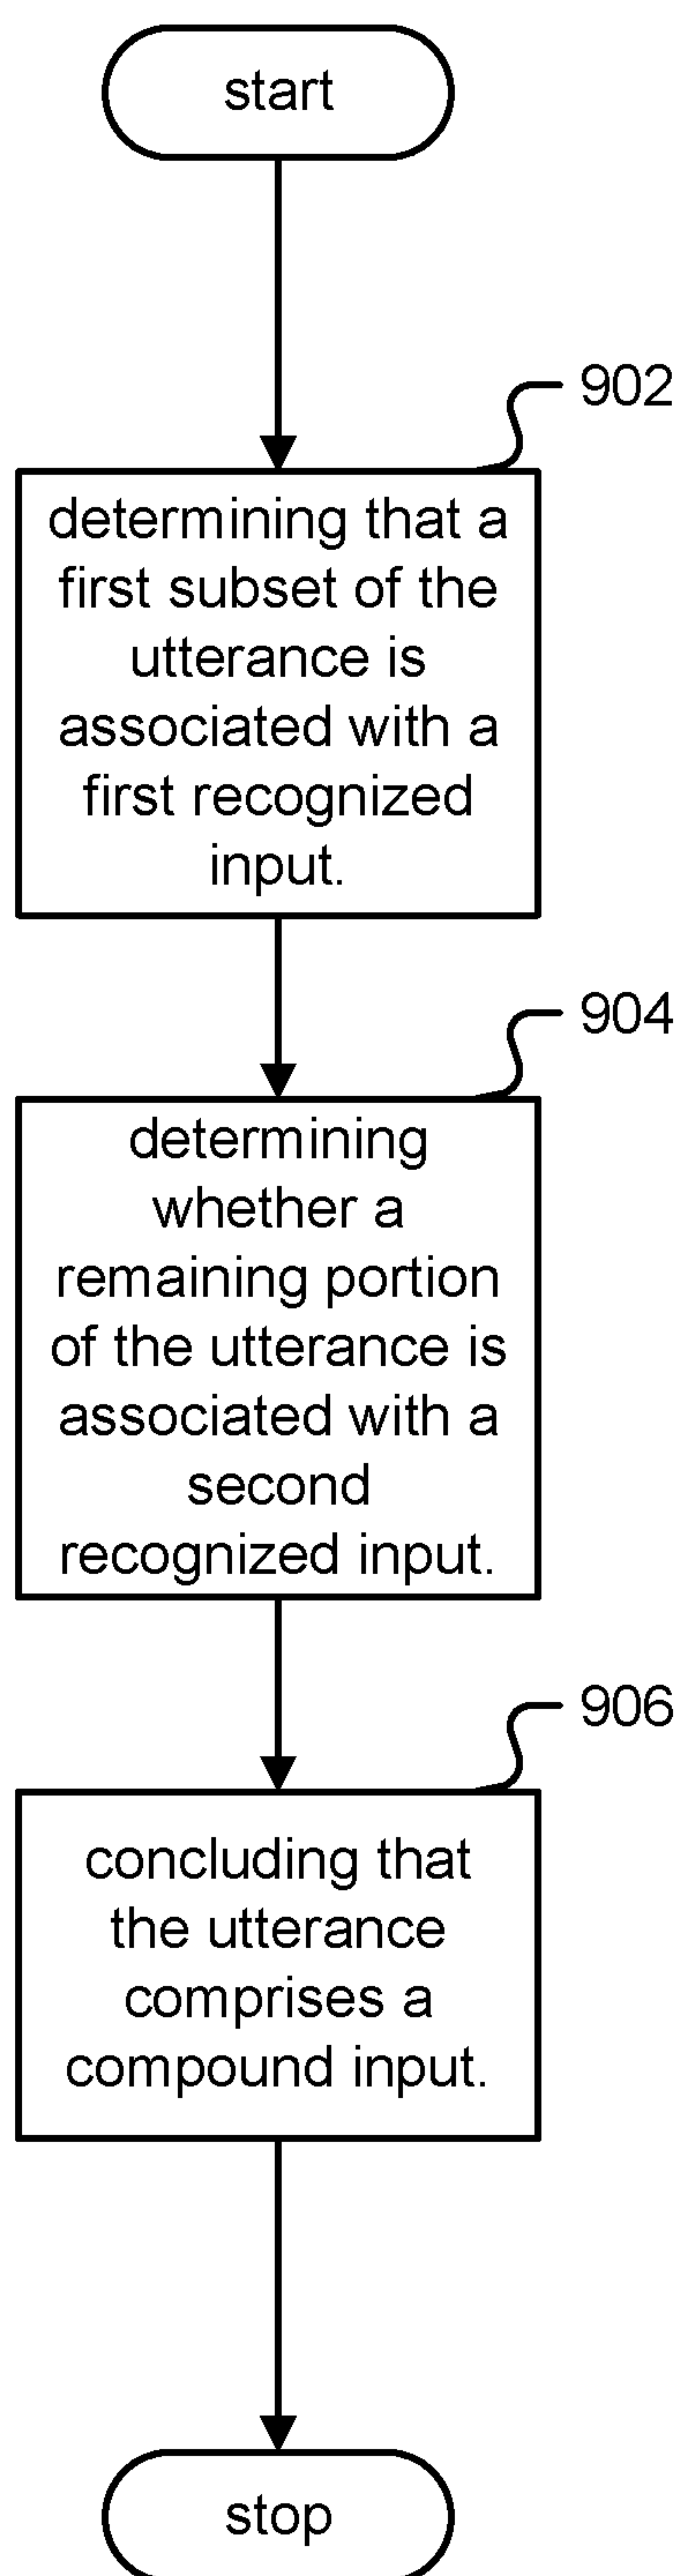 start
902
determining that a
first subset of the
utterance is
associated with a
first recognized
input.
904
determining
whether a
remaining portion
of the utterance is
associated with a
second
recognized input.
906
concluding that
the utterance
comprises a
compound input.
stop